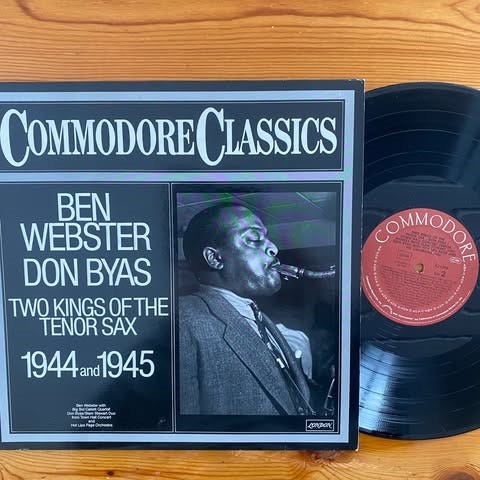 COMMODORE CLASSICS
BEN
WEBSTER
DON BYAS
TWO KINGS OF THE
TENOR SAX
1944 and 1945
Ben Webster with
Big Sid Catlett Quartet
Don Byas/Slam Stewart Duo
from Town Hall Concert
and
Hot Lips Page Orchestra
LONDON
COMMODORE
2